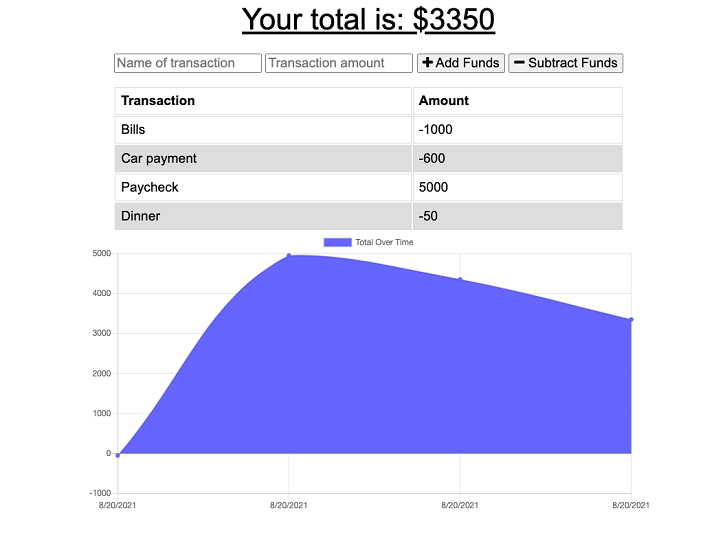 Your total is: $3350
Name of transaction Transaction amount + Add Funds − Subtract Funds
Transaction Amount
Bills -1000
Car payment -600
Paycheck 5000
Dinner -50
Total Over Time
5000
4000
3000
2000
1000
0
-1000
8/20/2021 8/20/2021 8/20/2021 8/20/2021